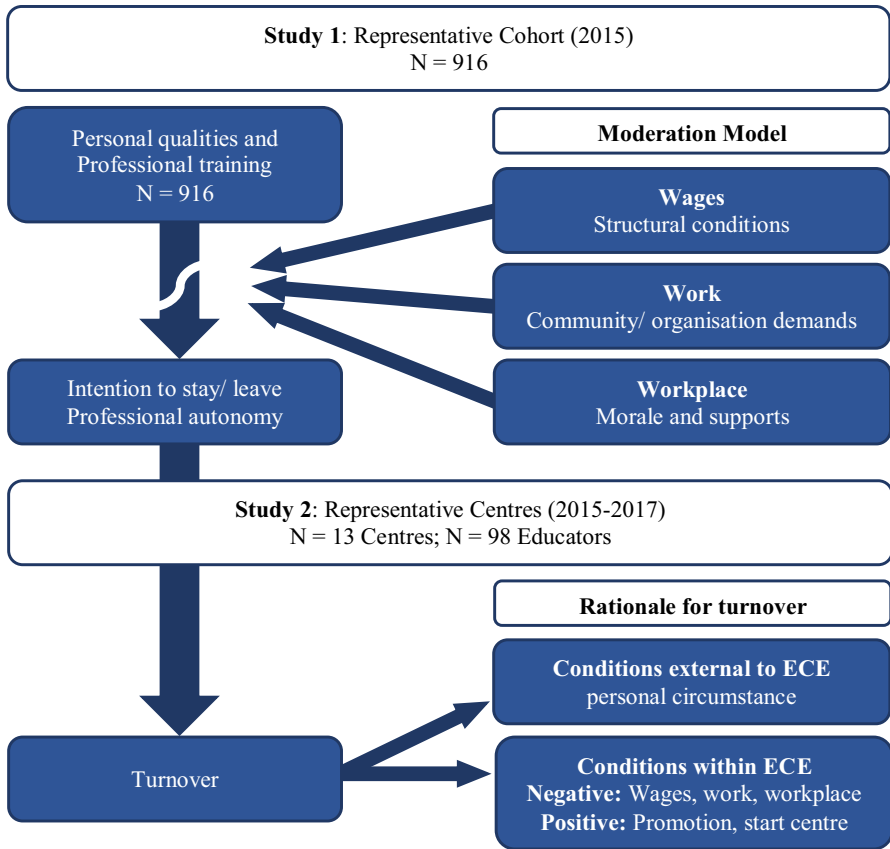 Study 1: Representative Cohort (2015)
N = 916
Personal qualities and
Professional training
N = 916
Moderation Model
Wages
Structural conditions
Work
Community/ organisation demands
Workplace
Morale and supports
Intention to stay/ leave
Professional autonomy
Study 2: Representative Centres (2015-2017)
N = 13 Centres; N = 98 Educators
Rationale for turnover
Conditions external to ECE
personal circumstance
Turnover
Conditions within ECE
Negative: Wages, work, workplace
Positive: Promotion, start centre